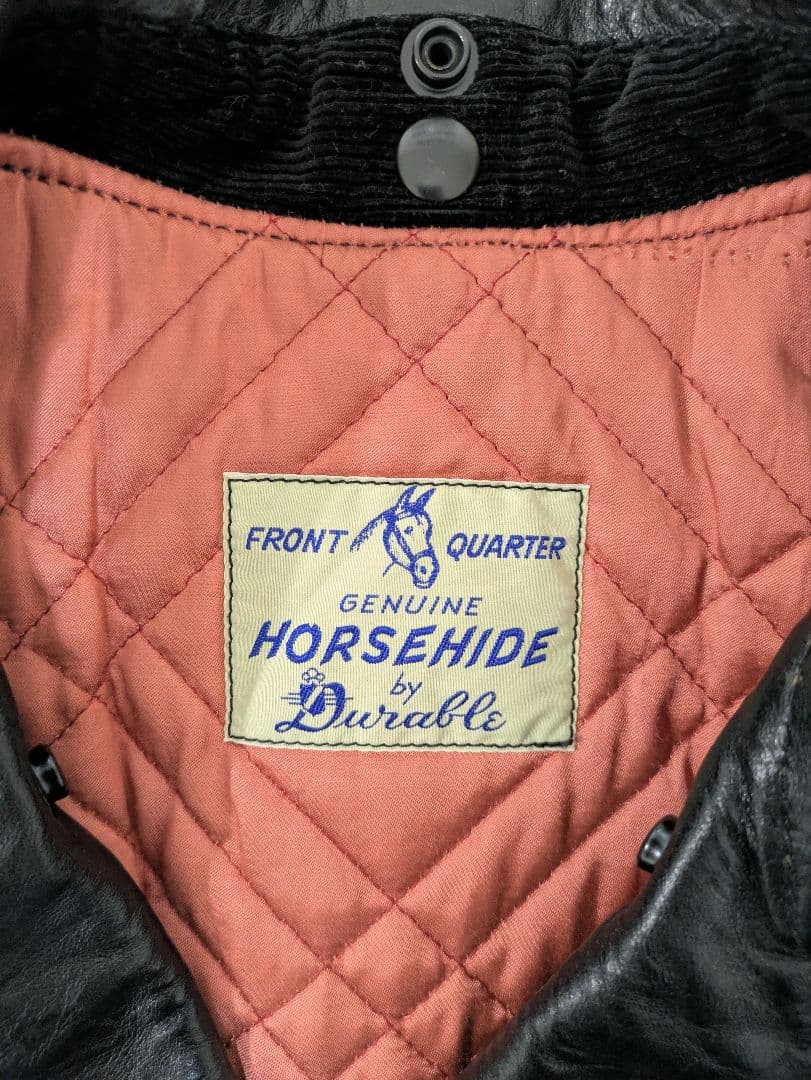 FRONT QUARTER
GENUINE
HORSEHIDE
by
Durable